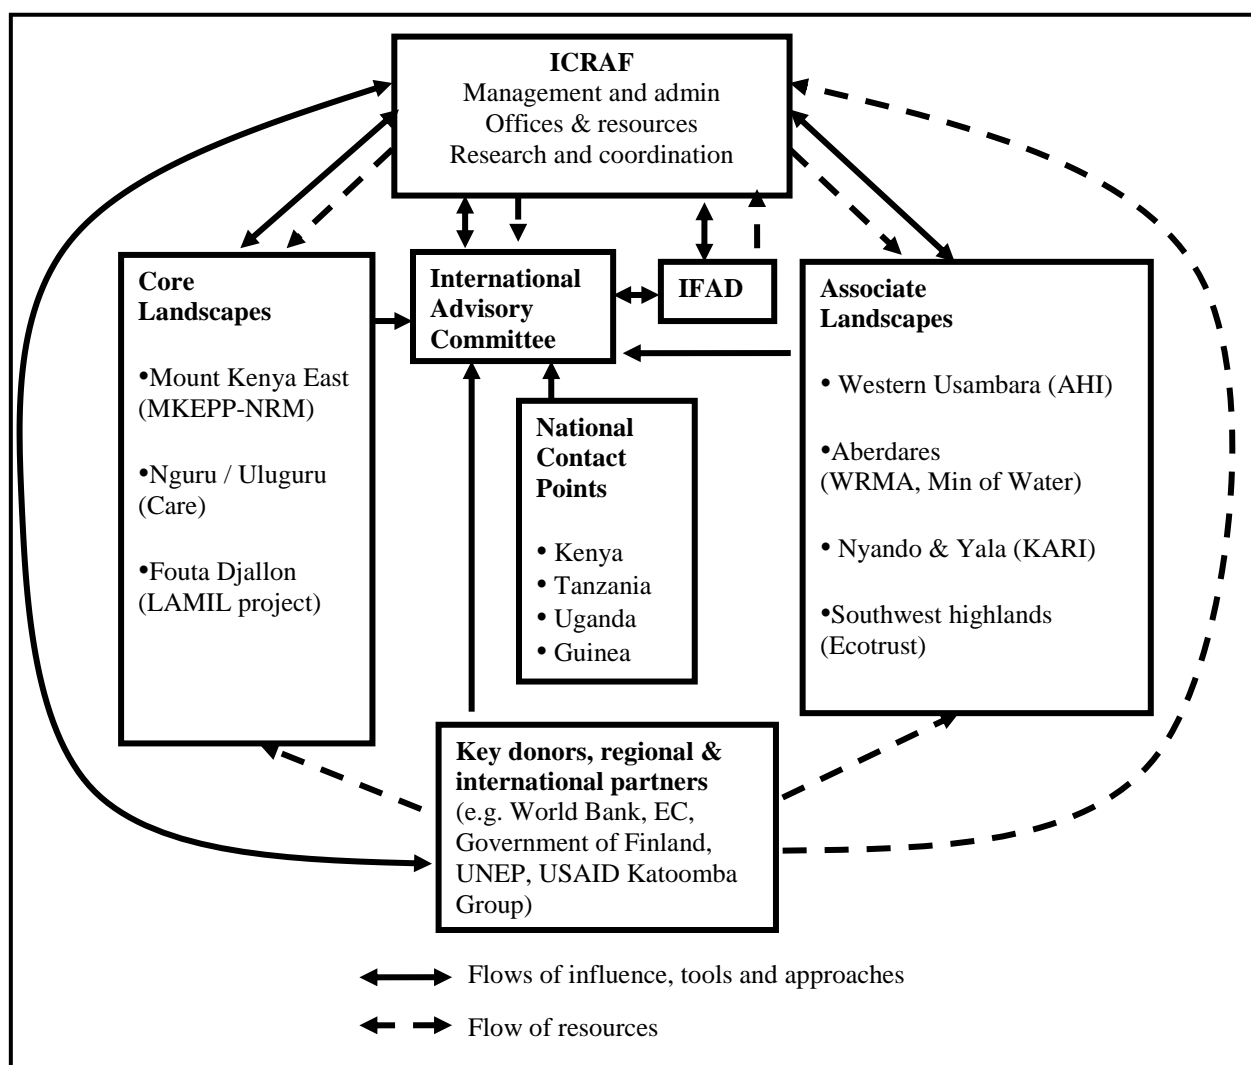 ICRAF
Management and admin
Offices & resources
Research and coordination
Core
Landscapes
•Mount Kenya East
(MKEPP-NRM)
•Nguru / Uluguru
(Care)
•Fouta Djallon
(LAMIL project)
International
Advisory
Committee
IFAD
National
Contact
Points
• Kenya
• Tanzania
• Uganda
• Guinea
Associate
Landscapes
• Western Usambara (AHI)
•Aberdares
(WRMA, Min of Water)
• Nyando & Yala (KARI)
•Southwest highlands
(Ecotrust)
Key donors, regional &
international partners
(e.g. World Bank, EC,
Government of Finland,
UNEP, USAID Katoomba
Group)
Flows of influence, tools and approaches
Flow of resources